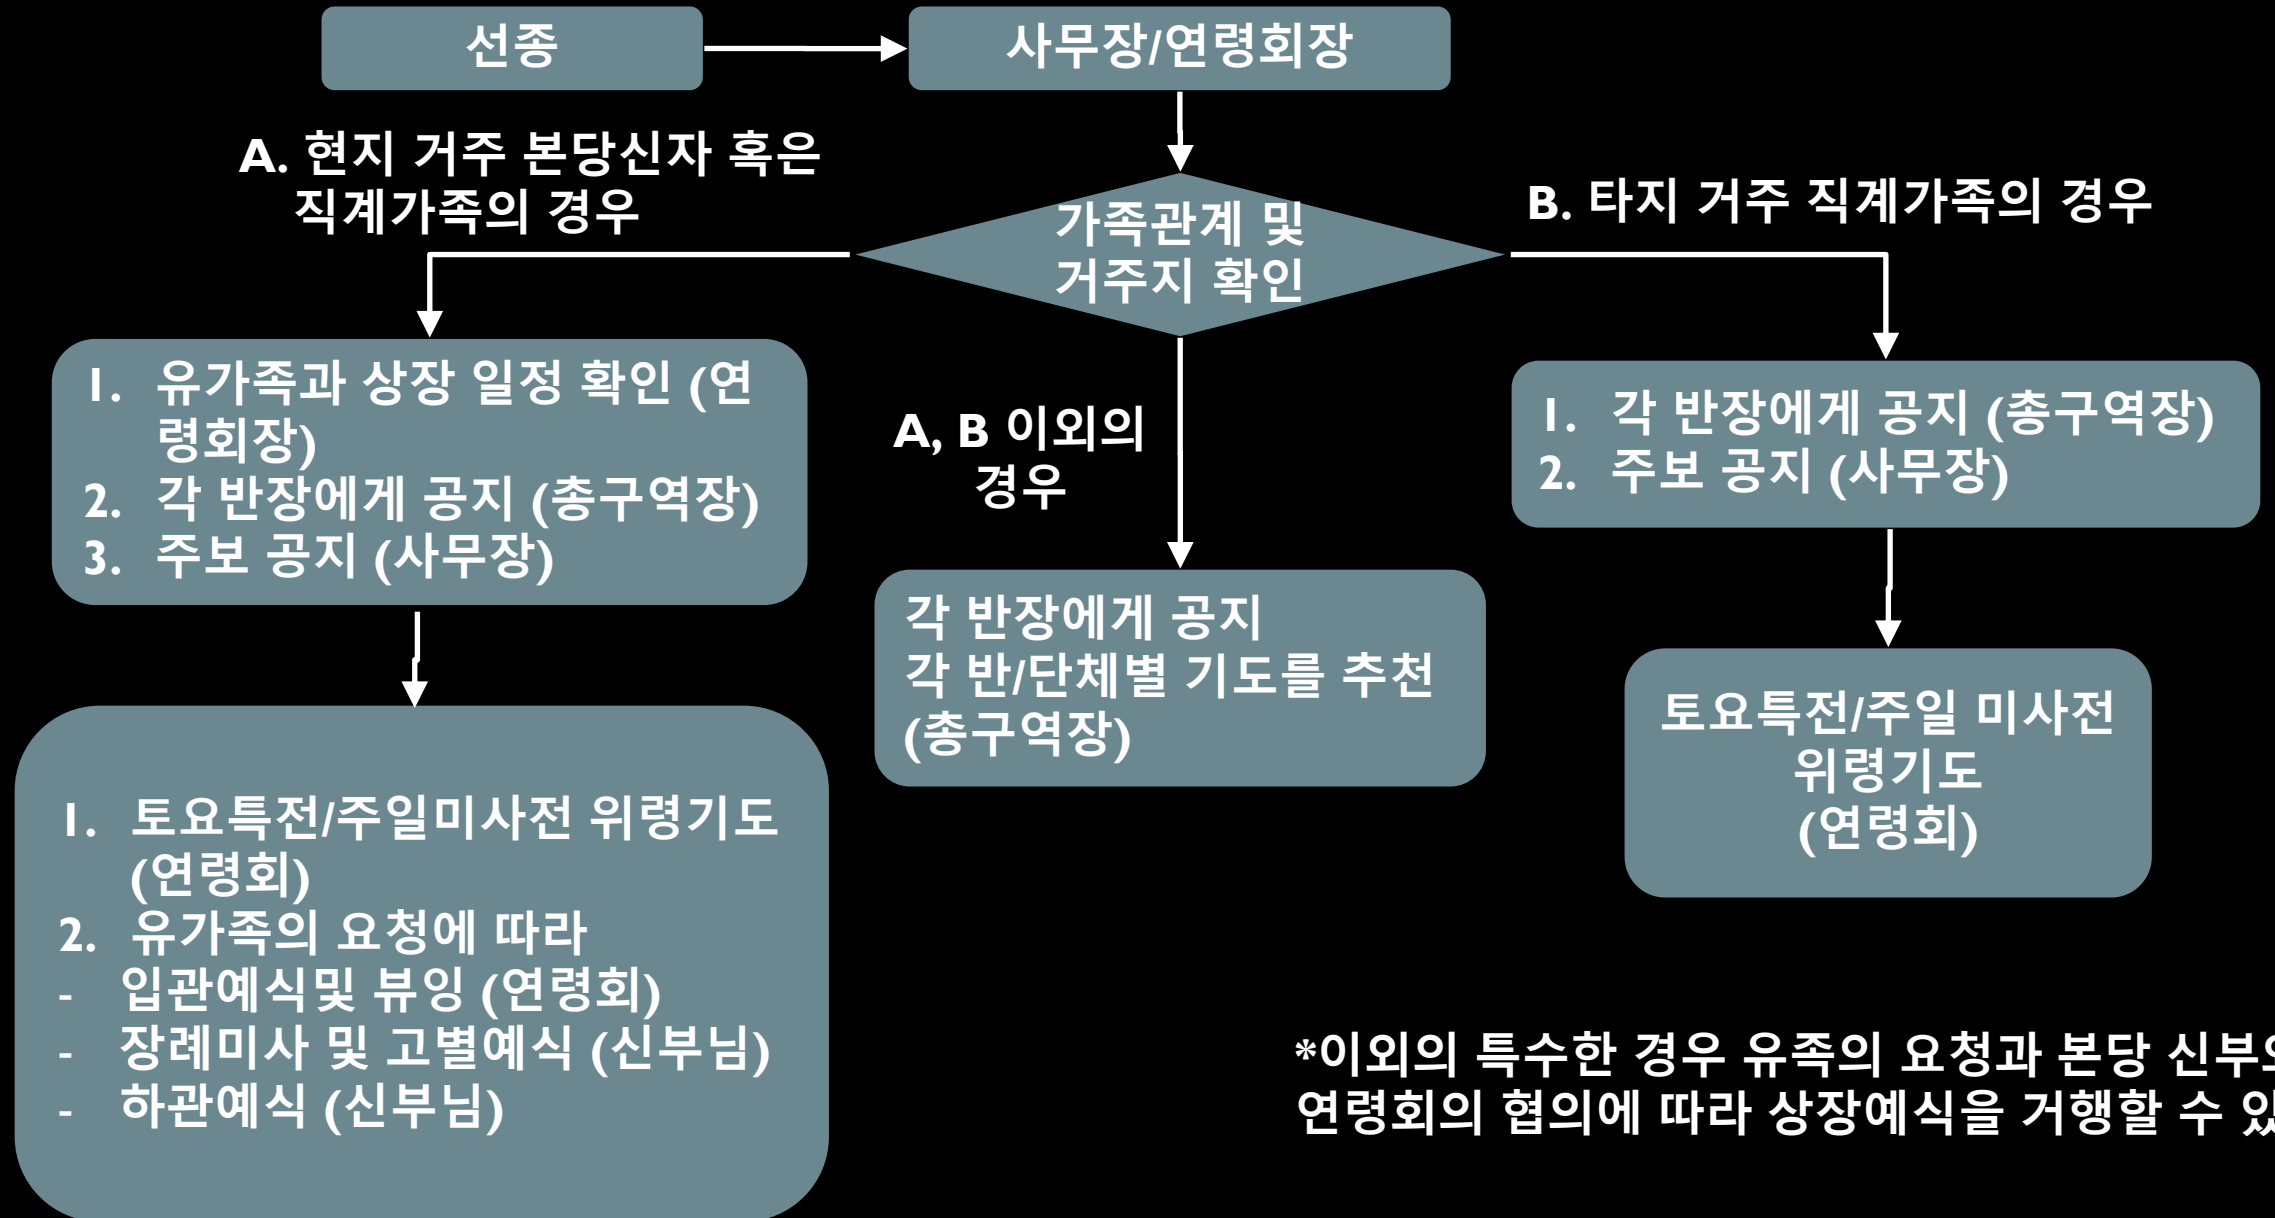 선종
사무장/연령회장
A. 현지 거주 본당신자 혹은
직계가족의 경우
가족관계 및
거주지 확인
B. 타지 거주 직계가족의 경우
1. 유가족과 상장 일정 확인 (연
령회장)
2. 각 반장에게 공지 (총구역장)
3. 주보 공지 (사무장)
A, B 이외의
경우
1. 각 반장에게 공지 (총구역장)
2. 주보 공지 (사무장)
각 반장에게 공지
각 반/단체별 기도를 추천
(총구역장)
토요특전/주일 미사전
위령기도
(연령회)
1. 토요특전/주일미사전 위령기도
(연령회)
2. 유가족의 요청에 따라
- 입관예식및 뷰잉 (연령회)
- 장례미사 및 고별예식 (신부님)
- 하관예식 (신부님)
*이외의 특수한 경우 유족의 요청과 본당
연령회의 협의에 따라 상장예식을 거행할 수